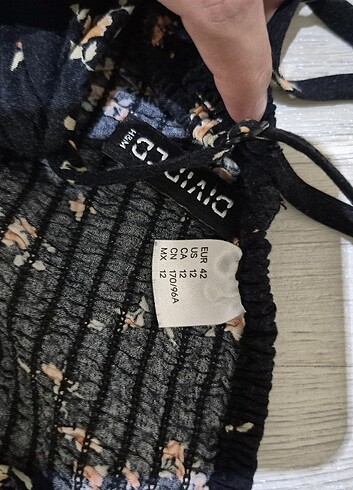 DIVIDED
H&M
EUR 42
US 12
CA 12
CN 170/96A
MX 12